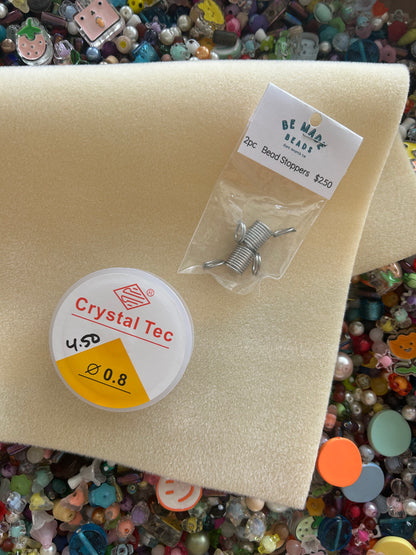 BE MADE
BEADS
2pc Bead Stoppers $2.50
®
Crystal Tec
4.50
Ø 0.8